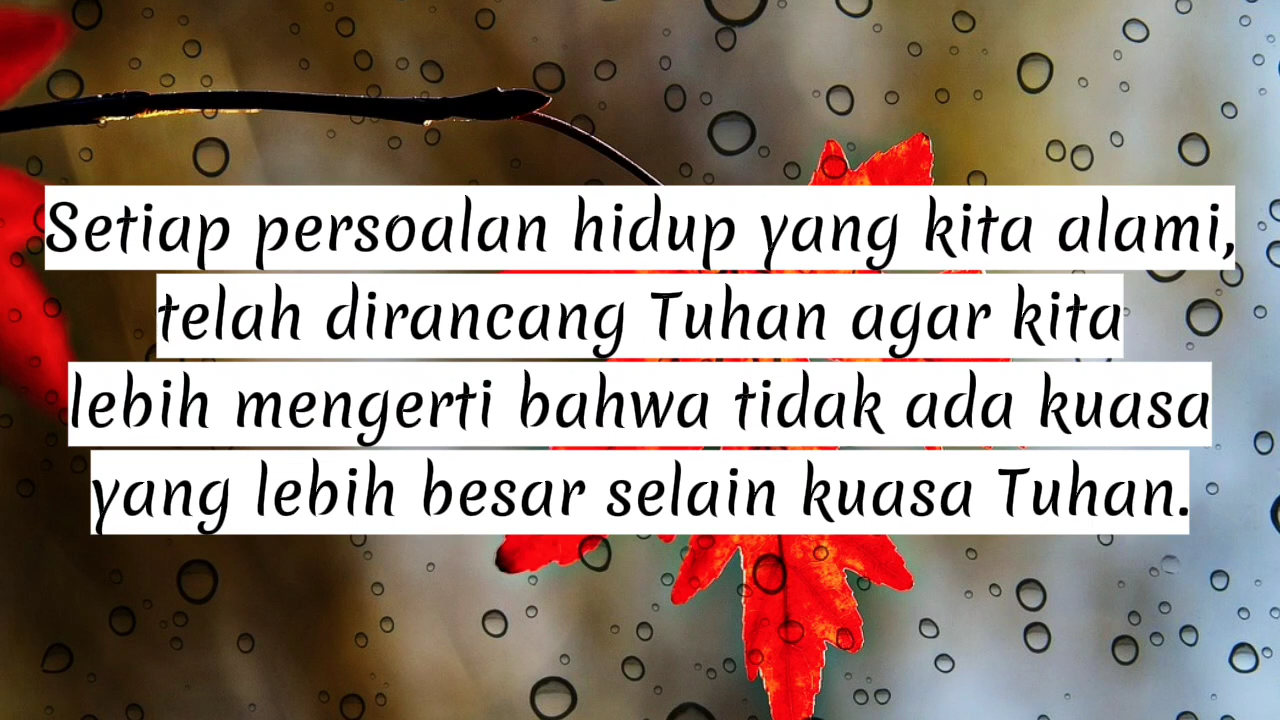 Setiap persoalan hidup yang kita alami,
telah dirancang Tuhan agar kita
lebih mengerti bahwa tidak ada kuasa
yang lebih besar selain kuasa Tuhan.